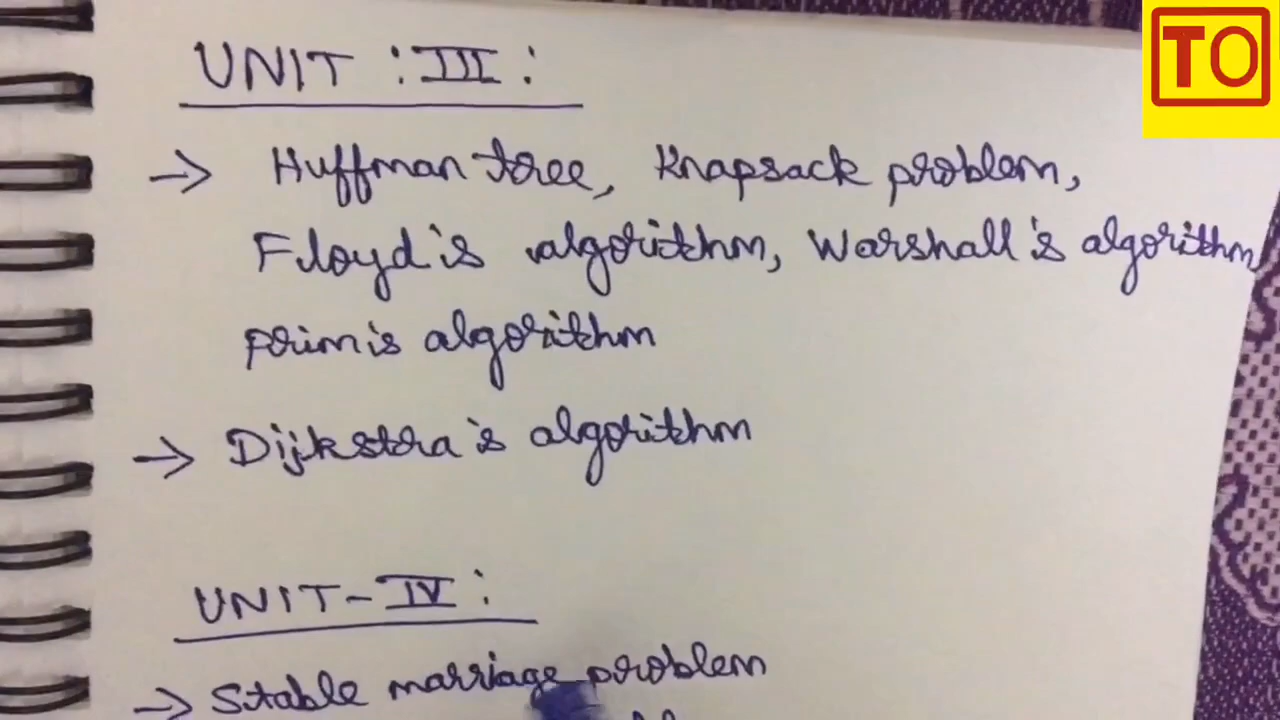 TO
UNIT : III :
→ Huffman tree, Knapsack problem,
Floyd's algorithm, Warshall's algorithm
prim's algorithm
→ Dijkstra's algorithm
UNIT - IV :
→ Stable marriage problem